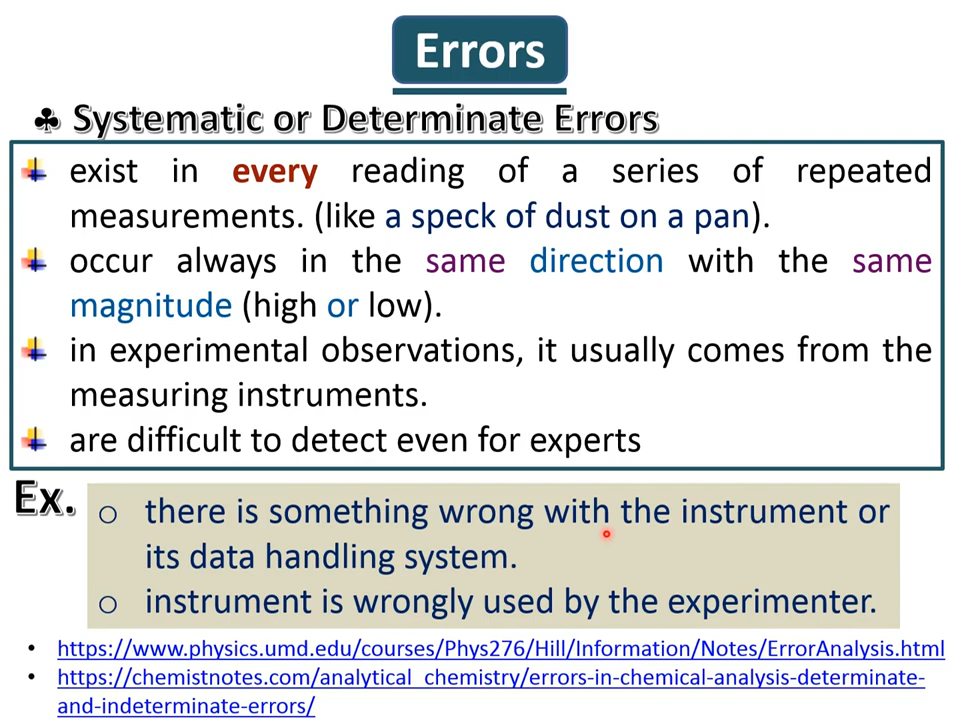 Errors
♣ Systematic or Determinate Errors
exist in every reading of a series of repeated
measurements. (like a speck of dust on a pan).
occur always in the same direction with the same
magnitude (high or low).
in experimental observations, it usually comes from the
measuring instruments.
are difficult to detect even for experts
Ex.
o there is something wrong with the instrument or
its data handling system.
o instrument is wrongly used by the experimenter.
• https://www.physics.umd.edu/courses/Phys276/Hill/Information/Notes/ErrorAnalysis.html
• https://chemistnotes.com/analytical_chemistry/errors-in-chemical-analysis-determinate-
and-indeterminate-errors/